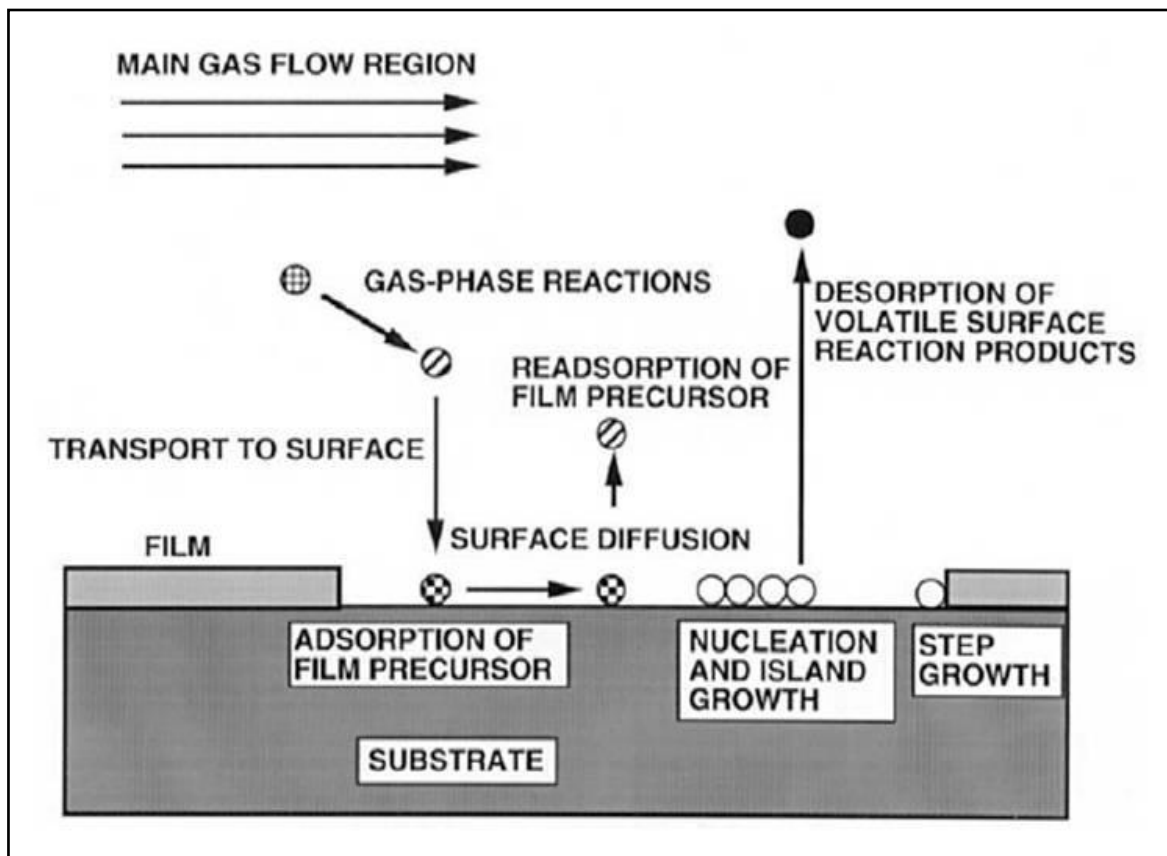 MAIN GAS FLOW REGION
GAS-PHASE REACTIONS
DESORPTION OF
VOLATILE SURFACE
REACTION PRODUCTS
READSORPTION OF
FILM PRECURSOR
TRANSPORT TO SURFACE
SURFACE DIFFUSION
FILM
ADSORPTION OF
FILM PRECURSOR
NUCLEATION
AND ISLAND
GROWTH
STEP
GROWTH
SUBSTRATE